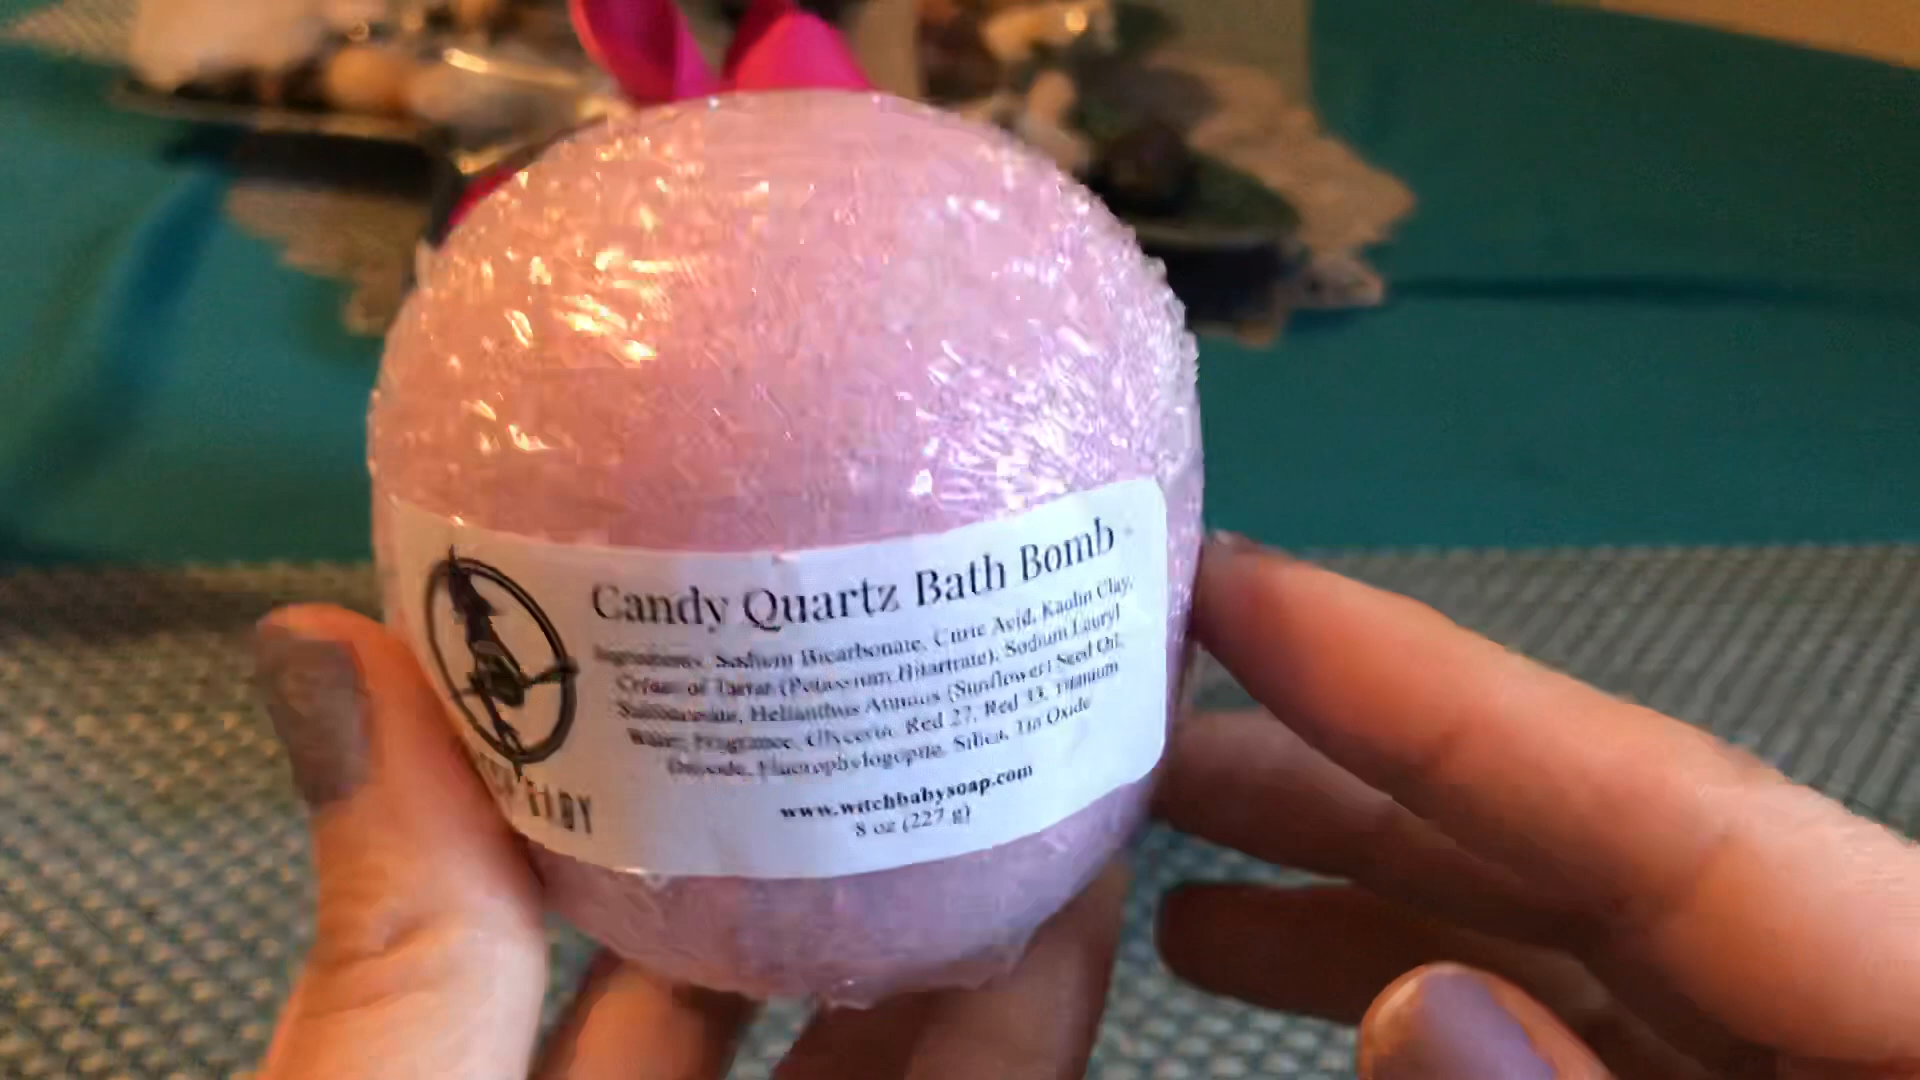 Candy Quartz Bath Bomb
Ingredients: Sodium Bicarbonate, Citric Acid, Kaolin Clay,
Cream of Tartar (Potassium Bitartrate), Sodium Lauryl
Sulfoacetate, Helianthus Annuus (Sunflower) Seed Oil,
Water, Fragrance, Glycerin, Red 27, Red 33, Titanium
Dioxide, Fluorophlogopite, Silica, Tin Oxide
www.witchbabysoap.com
8 oz (227 g)
BABY